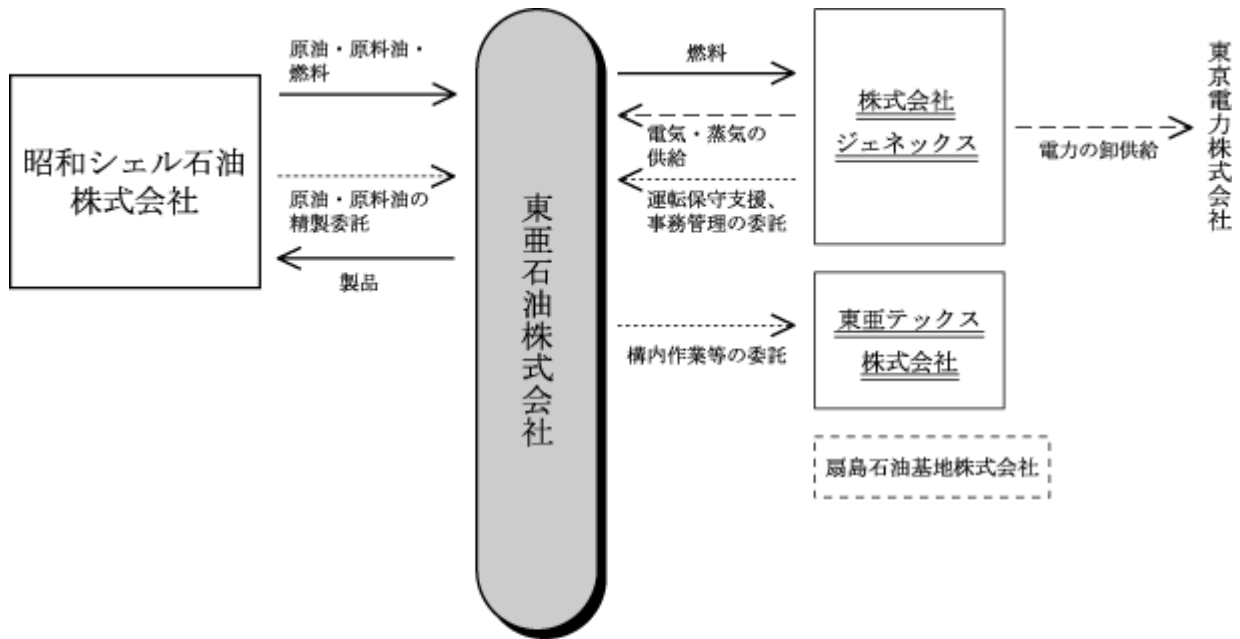 原油・原料油・
燃料
昭和シェル石油
株式会社
原油・原料油の
精製委託
製品
東亜石油株式会社
燃料
電気・蒸気の
供給
運転保守支援、
事務管理の委託
構内作業等の委託
株式会社
ジェネックス
電力の卸供給
東京電力株式会社
東亜テックス
株式会社
扇島石油基地株式会社